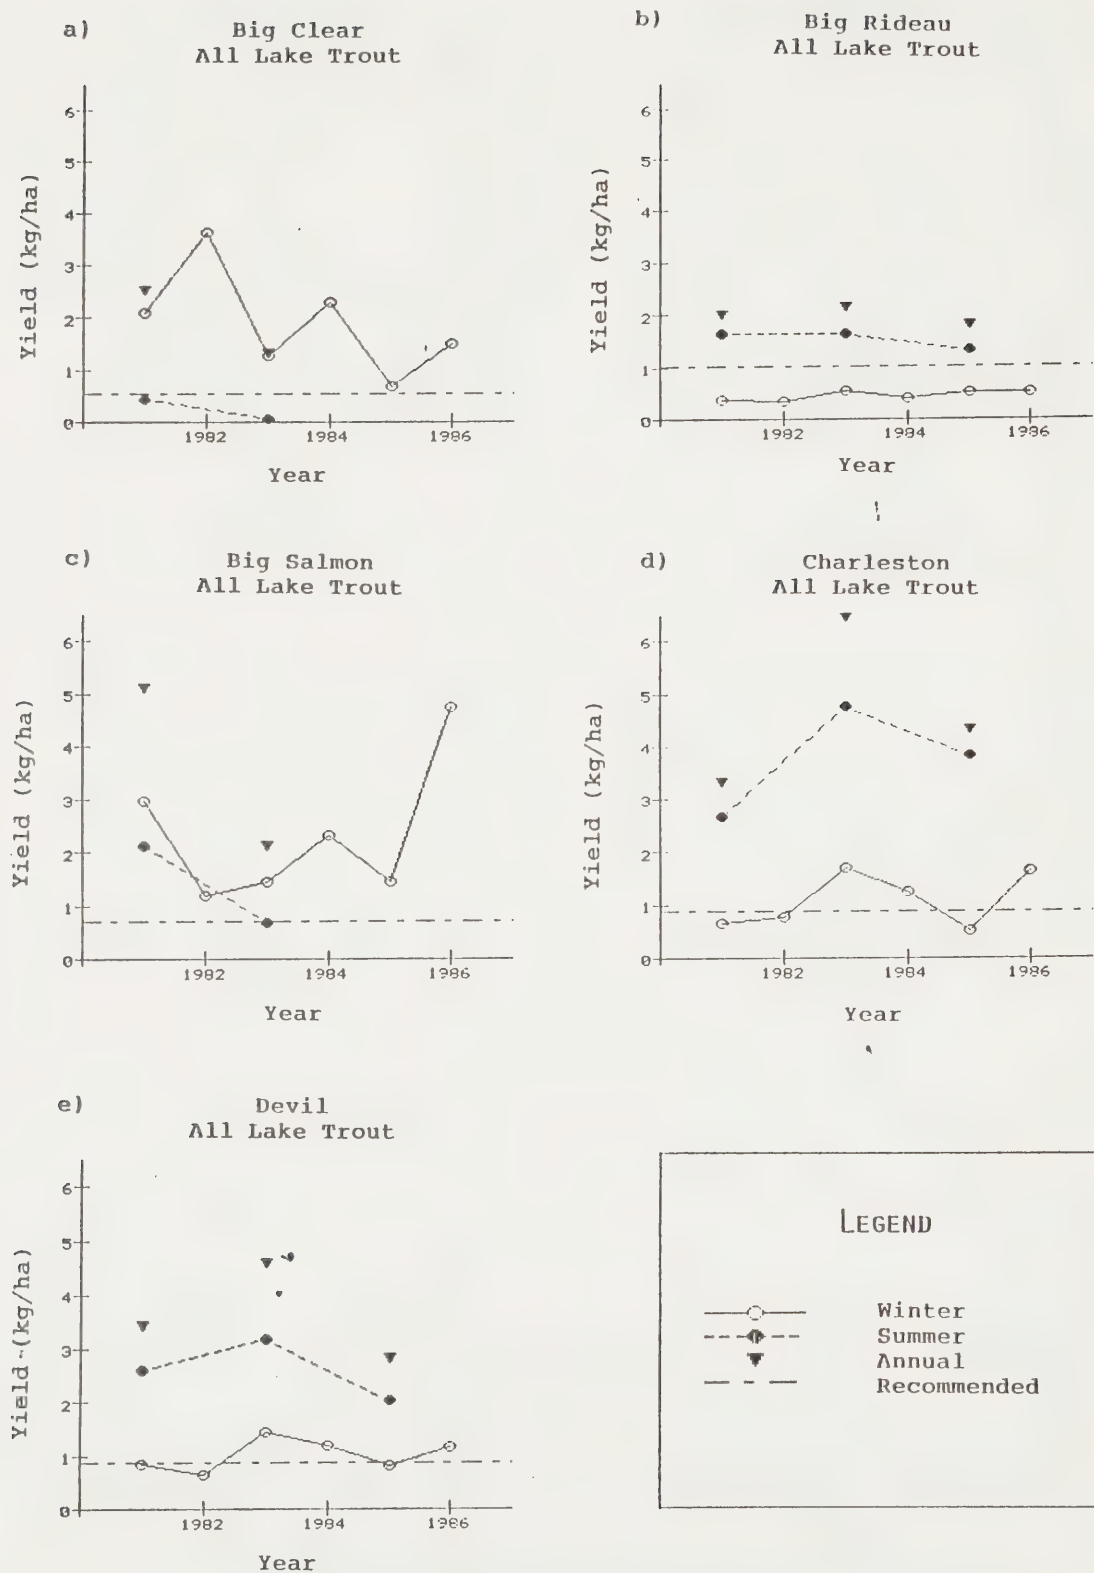 a)
Big Clear
All Lake Trout
6
5
4
3
2
1
0
Yield (kg/ha)
1982
1984
1986
Year
b)
Big Rideau
All Lake Trout
6
5
4
3
2
1
0
Yield (kg/ha)
1982
1984
1986
Year
c)
Big Salmon
All Lake Trout
6
5
4
3
2
1
0
Yield (kg/ha)
1982
1984
1986
Year
d)
Charleston
All Lake Trout
6
5
4
3
2
1
0
Yield (kg/ha)
1982
1984
1986
Year
e)
Devil
All Lake Trout
6
5
4
3
2
1
0
Yield (kg/ha)
1982
1984
1986
Year
LEGEND
Winter
Summer
Annual
Recommended